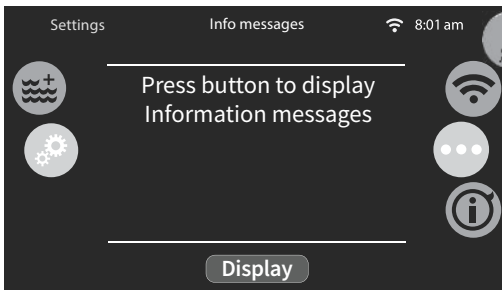 Settings
Info messages
8:01 am
Press button to display
Information messages
Display